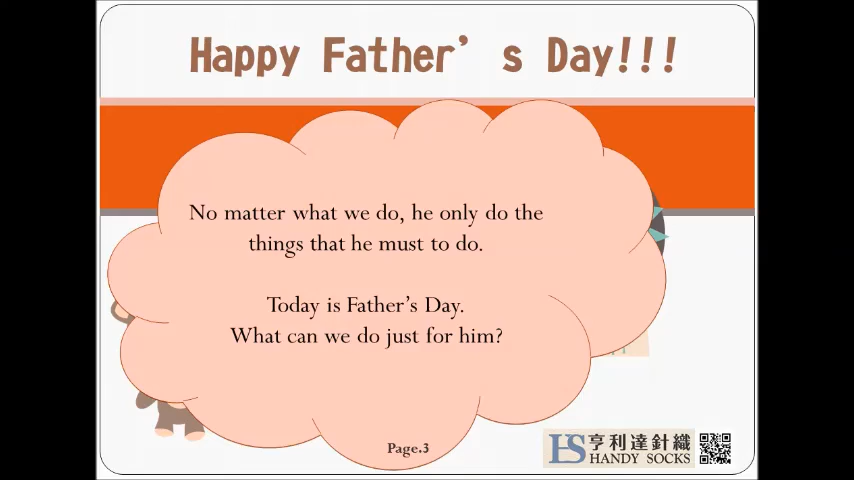 Happy Father's Day!!!
No matter what we do, he only do the
things that he must to do.
Today is Father's Day.
What can we do just for him?
Page.3
HS 亨利達針織
HANDY SOCKS